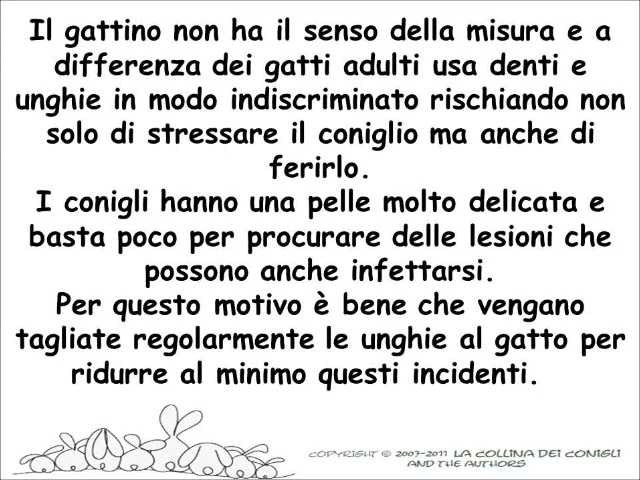 Il gattino non ha il senso della misura e a
differenza dei gatti adulti usa denti e
unghie in modo indiscriminato rischiando non
solo di stressare il coniglio ma anche di
ferirlo.
I conigli hanno una pelle molto delicata e
basta poco per procurare delle lesioni che
possono anche infettarsi.
Per questo motivo è bene che vengano
tagliate regolarmente le unghie al gatto per
ridurre al minimo questi incidenti.
COPYRIGHT © 2007-2011 LA COLLINA DEI CONIGLI
AND THE AUTHORS